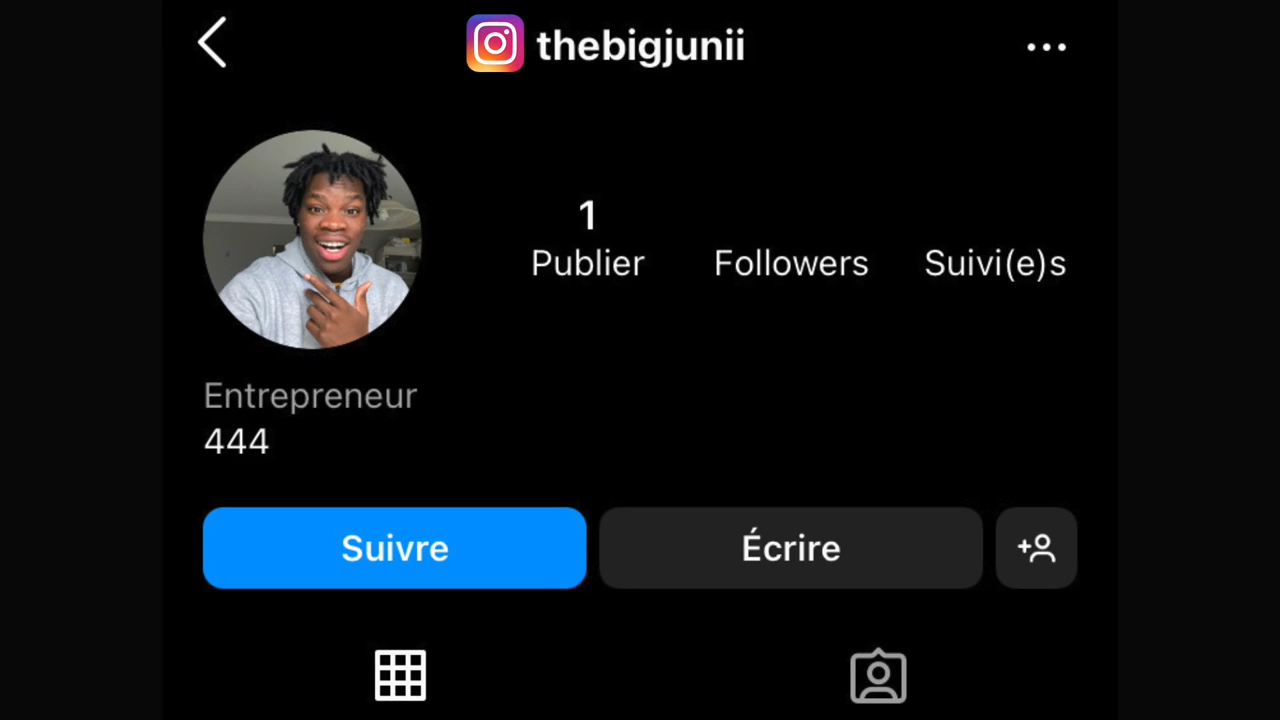 thebigjunii
1
Publier Followers Suivi(e)s
Entrepreneur
444
Suivre Écrire